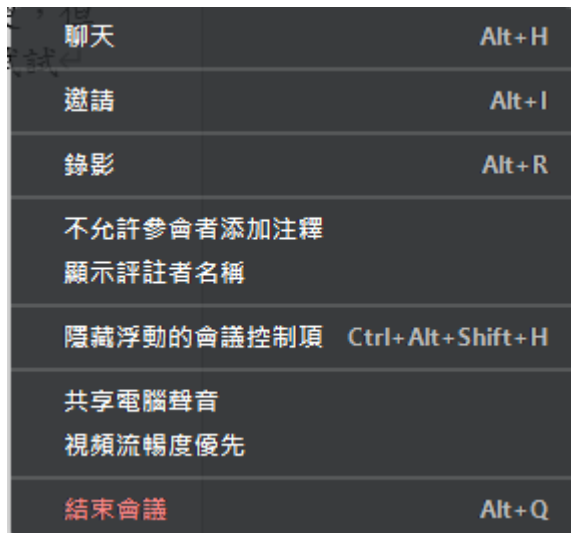 聊天 Alt+H
邀請 Alt+I
錄影 Alt+R
不允許參會者添加注釋
顯示評註者名稱
隱藏浮動的會議控制項 Ctrl+Alt+Shift+H
共享電腦聲音
視頻流暢度優先
結束會議 Alt+Q